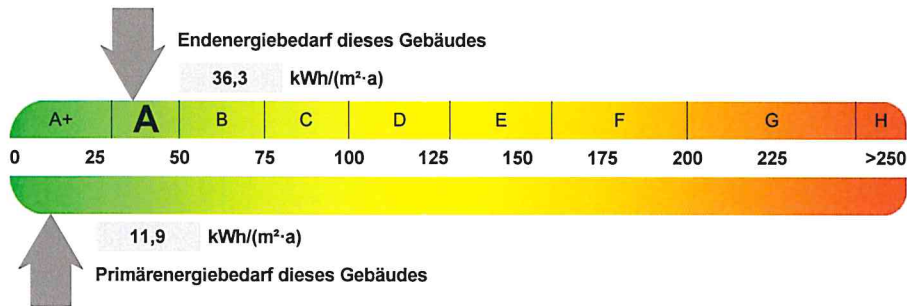 Endenergiebedarf dieses Gebäudes
36,3 kWh/(m²·a)
A+ A B C D E F G H
0 25 50 75 100 125 150 175 200 225 >250
11,9 kWh/(m²·a)
Primärenergiebedarf dieses Gebäudes